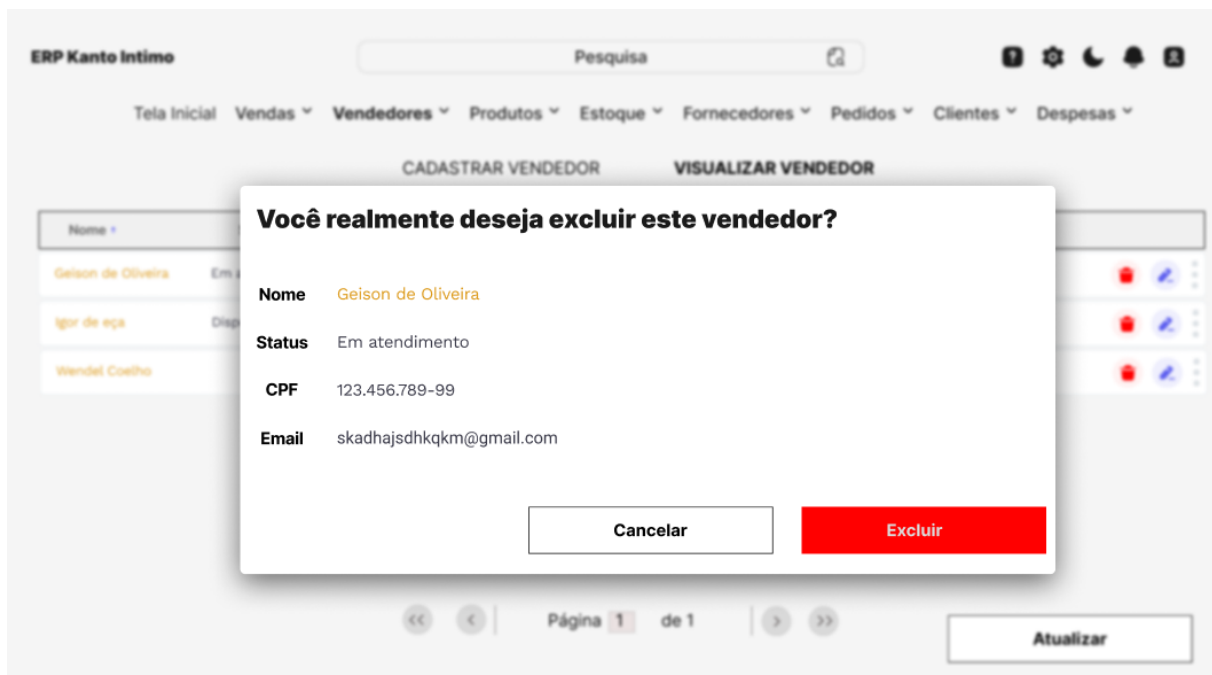 ERP Kanto Intimo
Pesquisa
Tela Inicial Vendas Vendedores Produtos Estoque Fornecedores Pedidos Clientes Despesas
CADASTRAR VENDEDOR VISUALIZAR VENDEDOR
Você realmente deseja excluir este vendedor?
Nome
Geison de Oliveira Em
Igor de eça
Wendel Coelho
Nome Geison de Oliveira
Status Em atendimento
CPF 123.456.789-99
Email skadhajsdhkqkm@gmail.com
Cancelar Excluir
<< < Página 1 de 1 > >>
Atualizar